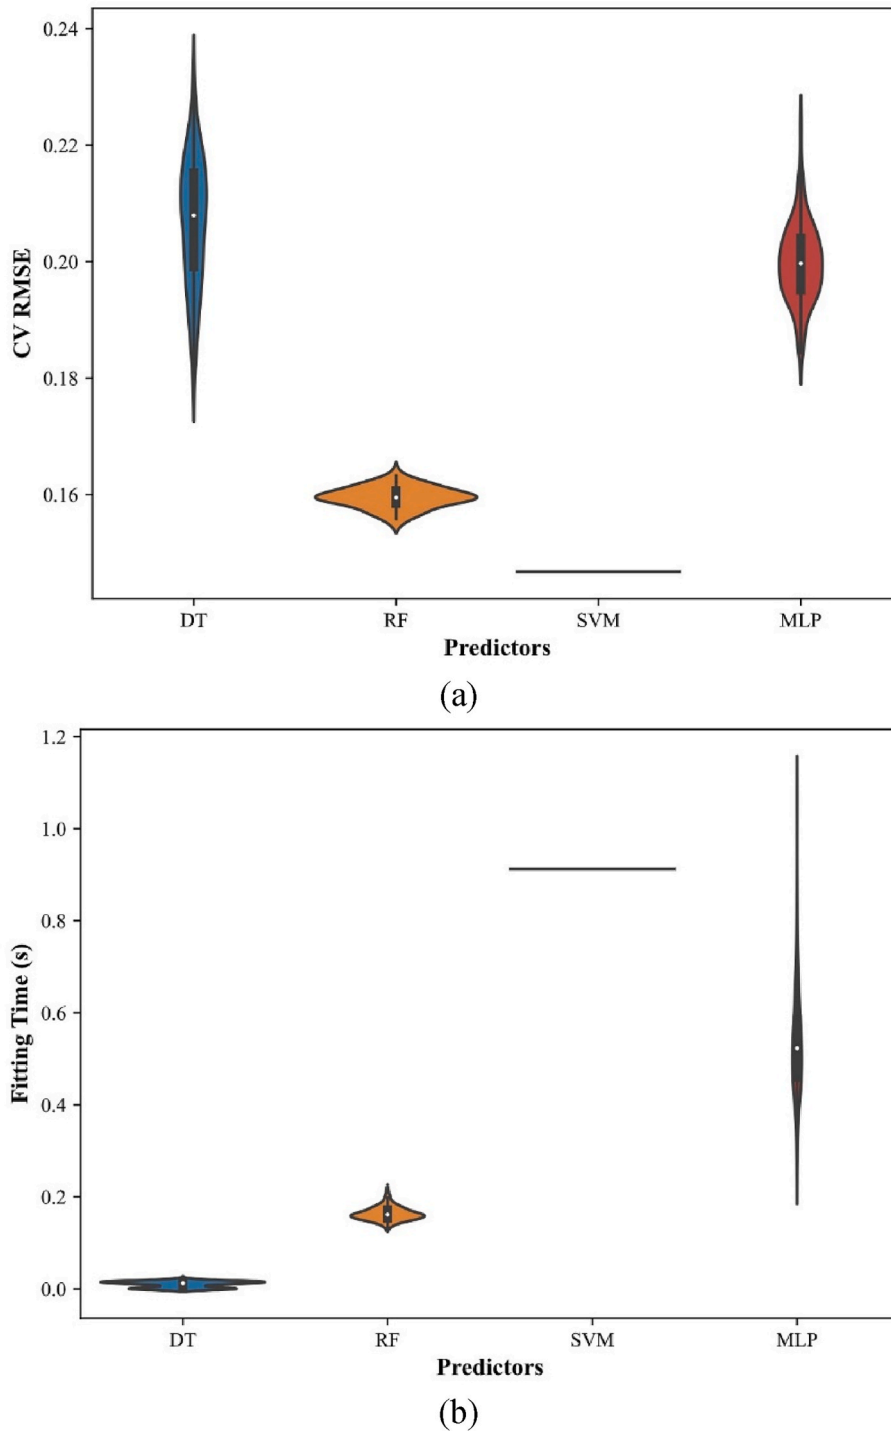 0.24
0.22
0.20
0.18
0.16
CV RMSE
DT RF SVM MLP
Predictors
(a)
1.2
1.0
0.8
0.6
0.4
0.2
0.0
Fitting Time (s)
DT RF SVM MLP
Predictors
(b)